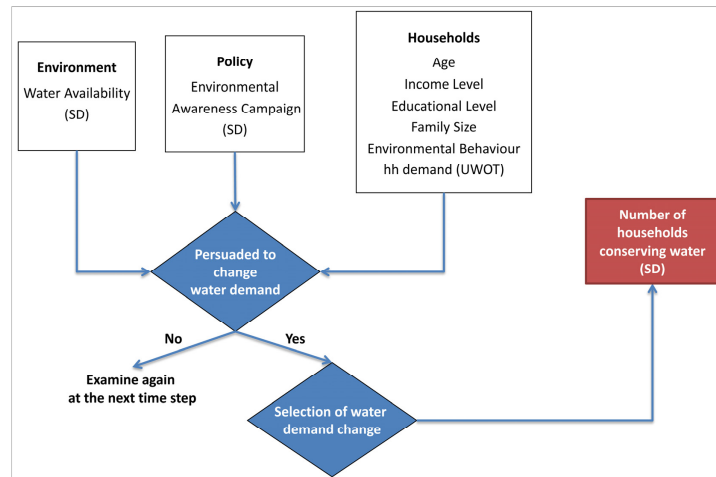 Environment
Water Availability
(SD)
Policy
Environmental
Awareness Campaign
(SD)
Households
Age
Income Level
Educational Level
Family Size
Environmental Behaviour
hh demand (UWOT)
Persuaded to
change
water demand
Number of
households
conserving water
(SD)
No
Yes
Examine again
at the next time step
Selection of water
demand change